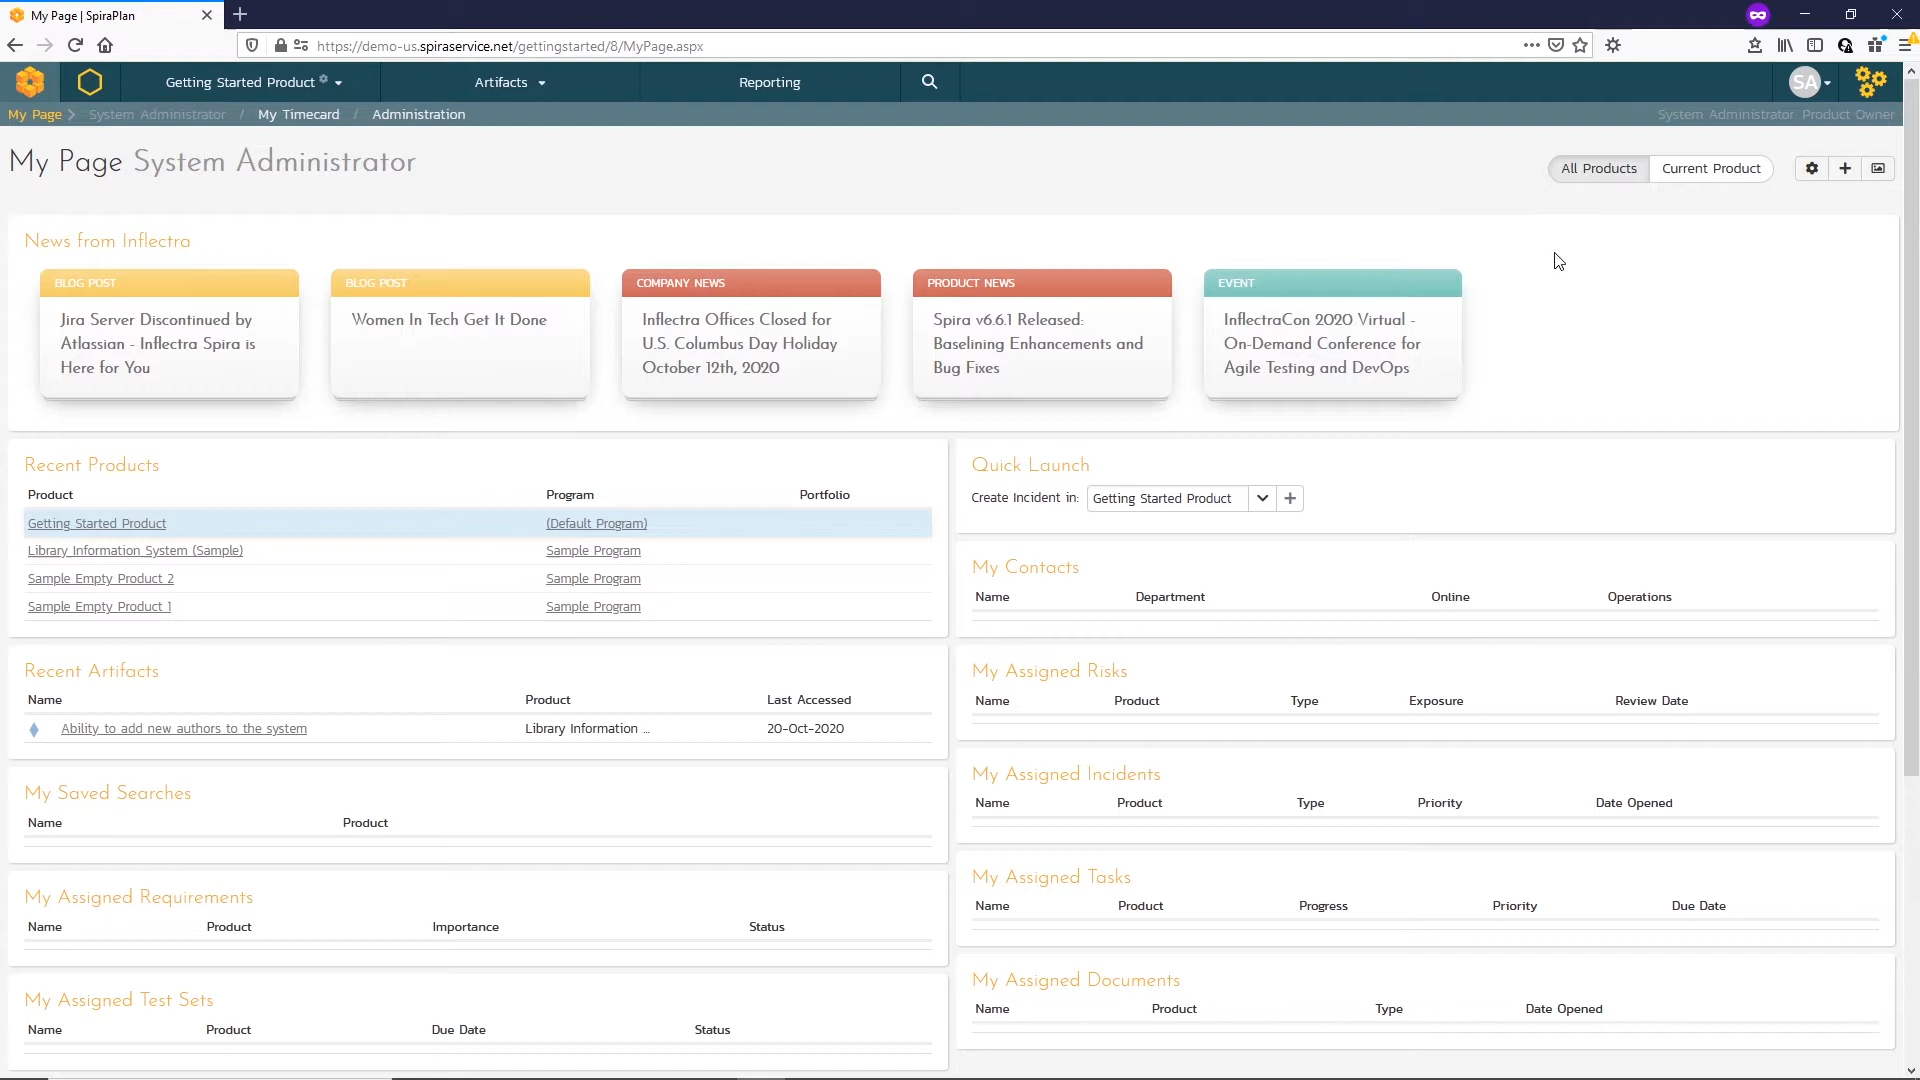 My Page | SpiraPlan
https://demo-us.spiraservice.net/gettingstarted/8/MyPage.aspx
Getting Started Product
Artifacts
Reporting
SA
My Page
System Administrator / My Timecard / Administration
System Administrator: Product Owner
My Page System Administrator
All Products
Current Product
News from Inflectra
BLOG POST
Jira Server Discontinued by
Atlassian - Inflectra Spira is
Here for You
BLOG POST
Women In Tech Get It Done
COMPANY NEWS
Inflectra Offices Closed for
U.S. Columbus Day Holiday
October 12th, 2020
PRODUCT NEWS
Spira v6.6.1 Released:
Baselining Enhancements and
Bug Fixes
EVENT
InflectraCon 2020 Virtual -
On-Demand Conference for
Agile Testing and DevOps
Recent Products
Product Program Portfolio
Getting Started Product (Default Program)
Library Information System (Sample) Sample Program
Sample Empty Product 2 Sample Program
Sample Empty Product 1 Sample Program
Recent Artifacts
Name Product Last Accessed
Ability to add new authors to the system Library Information ... 20-Oct-2020
My Saved Searches
Name Product
My Assigned Requirements
Name Product Importance Status
My Assigned Test Sets
Name Product Due Date Status
Quick Launch
Create Incident in: Getting Started Product
My Contacts
Name Department Online Operations
My Assigned Risks
Name Product Type Exposure Review Date
My Assigned Incidents
Name Product Type Priority Date Opened
My Assigned Tasks
Name Product Progress Priority Due Date
My Assigned Documents
Name Product Type Date Opened